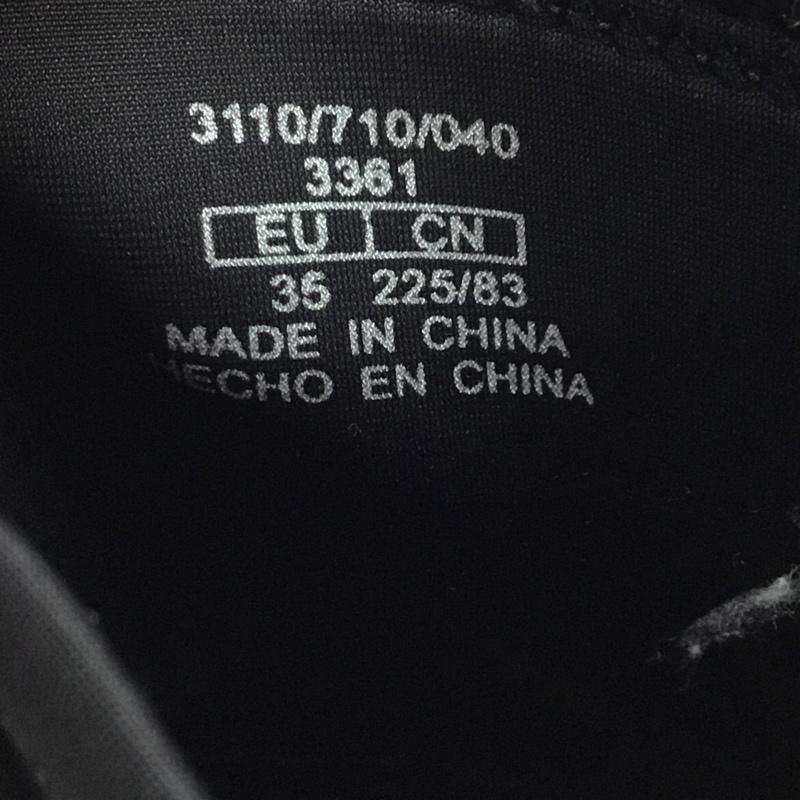 3110/710/040
3361
EU CN
35 225/83
MADE IN CHINA
HECHO EN CHINA